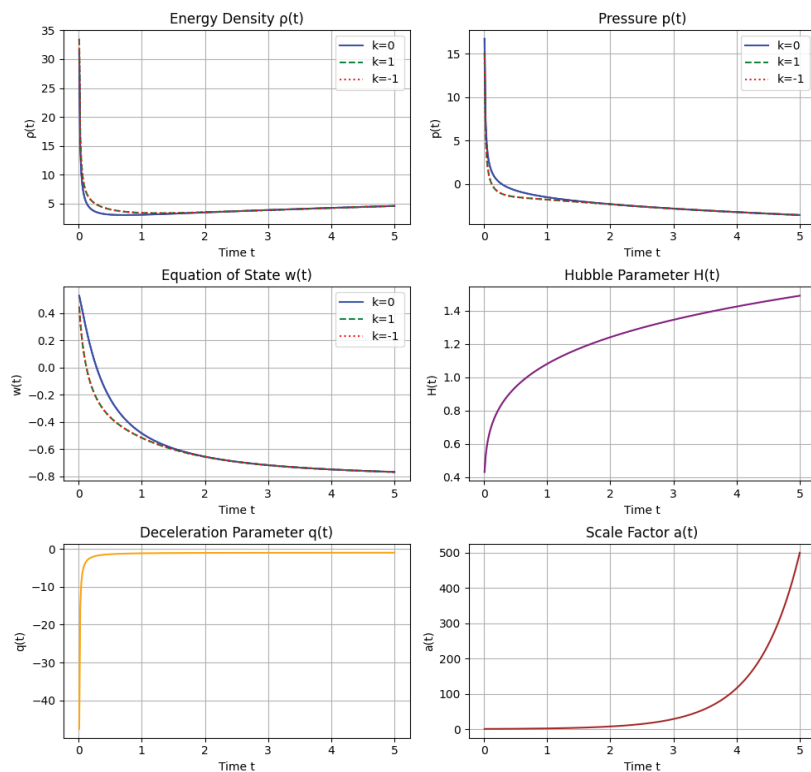 Energy Density ρ(t)
35
30
25
20
15
10
5
ρ(t)
k=0
k=1
k=-1
0 1 2 3 4 5
Time t
Pressure p(t)
15
10
5
0
p(t)
k=0
k=1
k=-1
0 1 2 3 4 5
Time t
Equation of State w(t)
0.4
0.2
0.0
−0.2
−0.4
−0.6
−0.8
w(t)
k=0
k=1
k=-1
0 1 2 3 4 5
Time t
Hubble Parameter H(t)
1.4
1.2
1.0
0.8
0.6
0.4
H(t)
0 1 2 3 4 5
Time t
Deceleration Parameter q(t)
0
−10
−20
−30
−40
q(t)
0 1 2 3 4 5
Time t
Scale Factor a(t)
500
400
300
200
100
0
a(t)
0 1 2 3 4 5
Time t